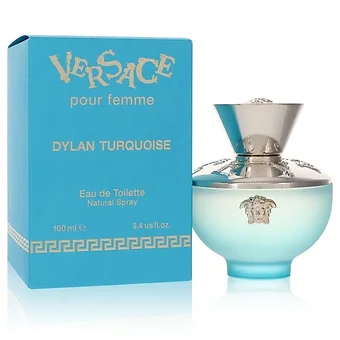 VERSACE
pour femme
DYLAN TURQUOISE
Eau de Toilette
Natural Spray
100 ml ℮
3.4 us fl.oz.